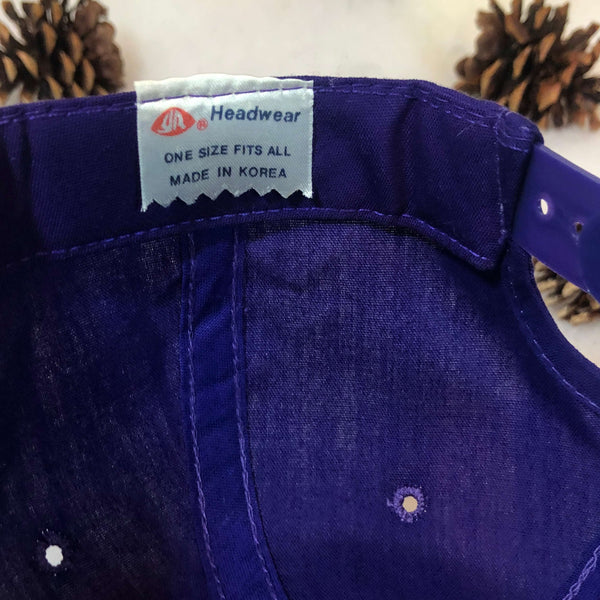 ® Headwear
ONE SIZE FITS ALL
MADE IN KOREA